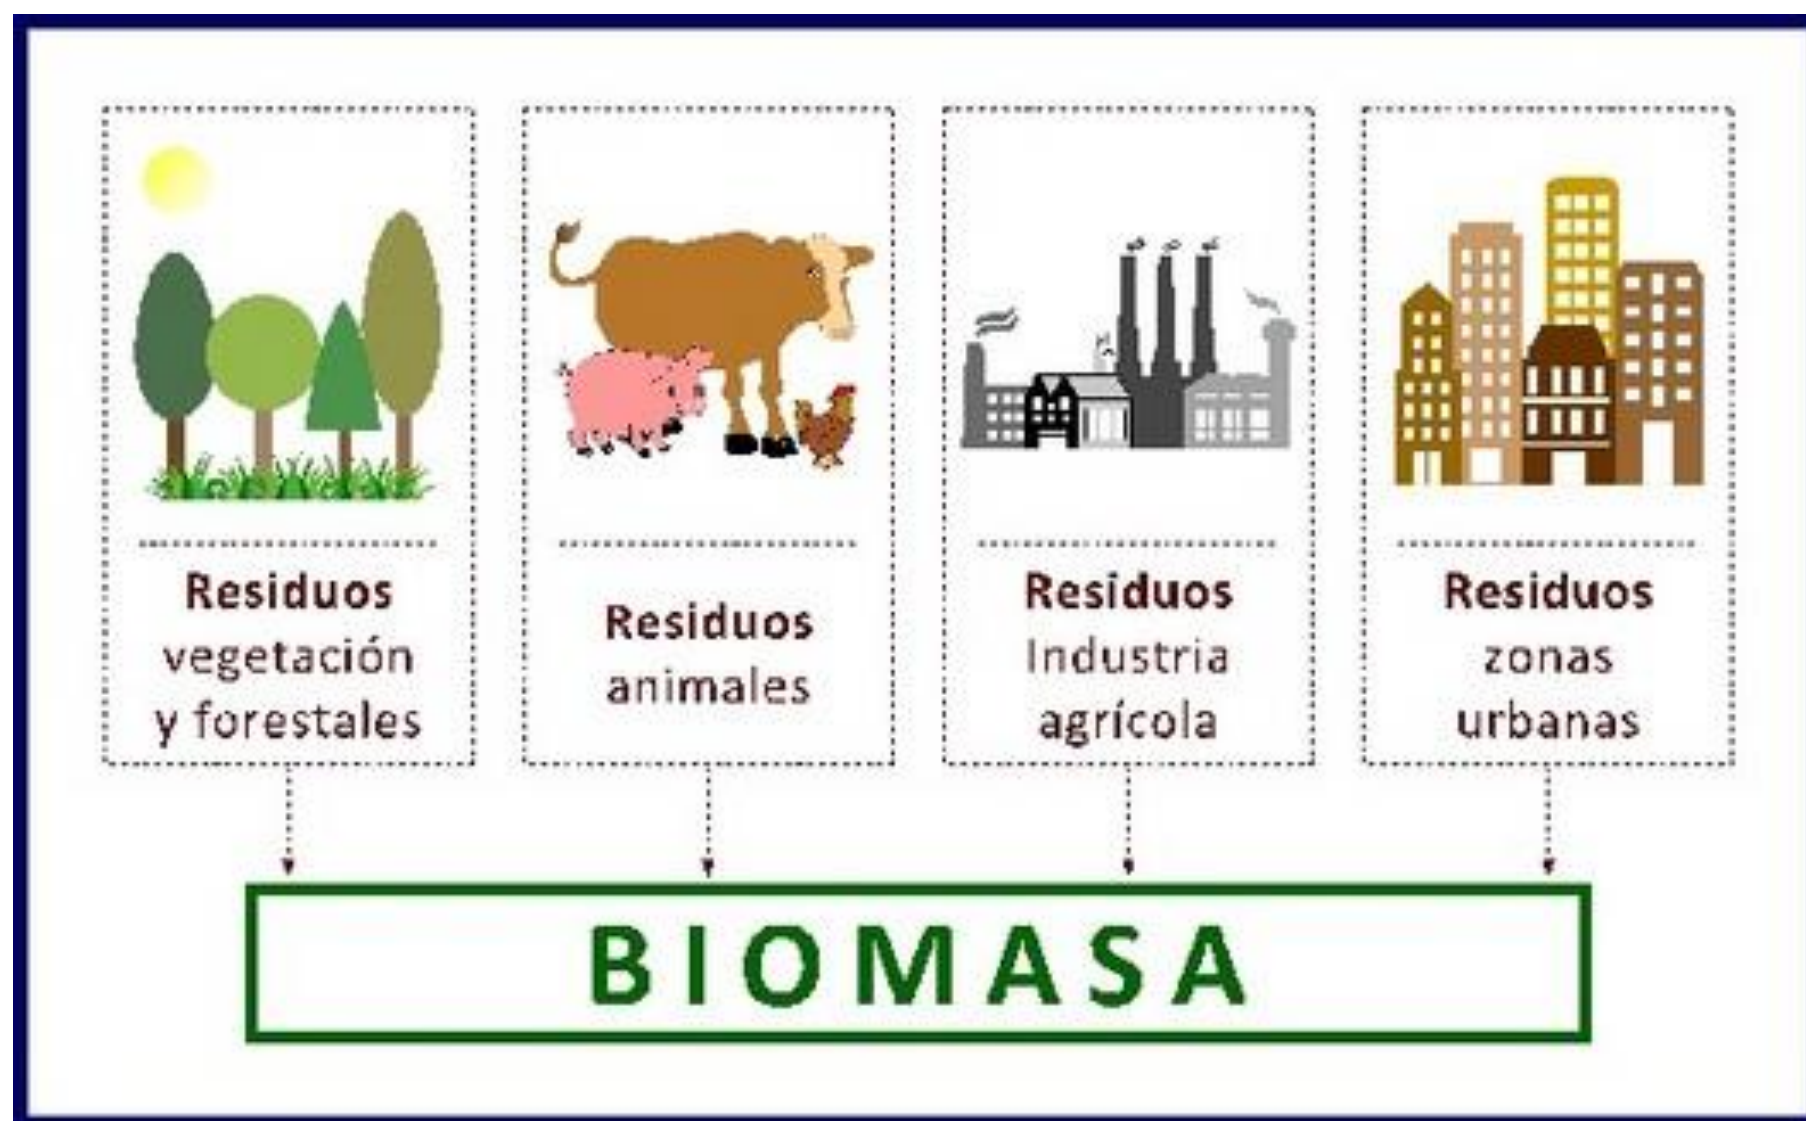 Residuos
vegetación
y forestales
Residuos
animales
Residuos
Industria
agrícola
Residuos
zonas
urbanas
BIOMASA